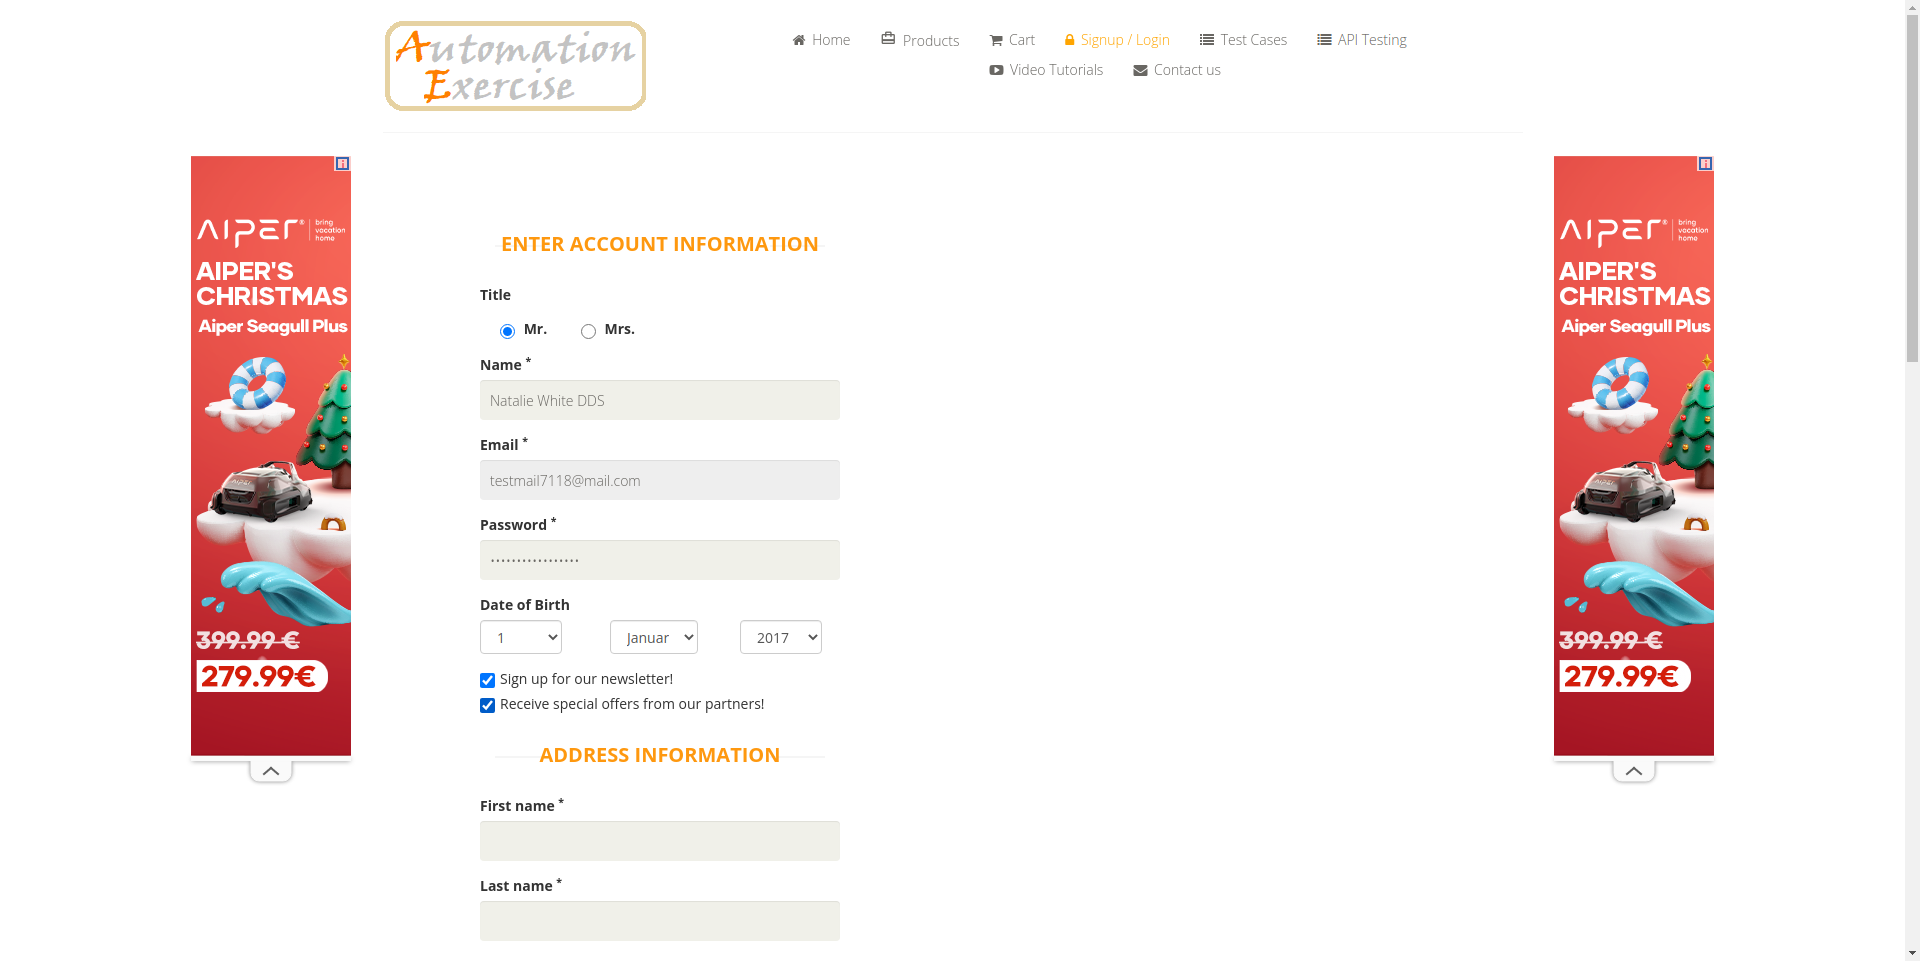 Automation
Exercise
Home
Products
Cart
Signup / Login
Test Cases
API Testing
Video Tutorials
Contact us
AIPER® bring vacation home
AIPER'S
CHRISTMAS
Aiper Seagull Plus
AIPER
399.99 €
279.99€
ENTER ACCOUNT INFORMATION
Title
Mr. Mrs.
Name *
Natalie White DDS
Email *
testmail7118@mail.com
Password *
•••••••••••••••••
Date of Birth
1 Januar 2017
Sign up for our newsletter!
Receive special offers from our partners!
ADDRESS INFORMATION
First name *
Last name *
AIPER® bring vacation home
AIPER'S
CHRISTMAS
Aiper Seagull Plus
AIPER
399.99 €
279.99€